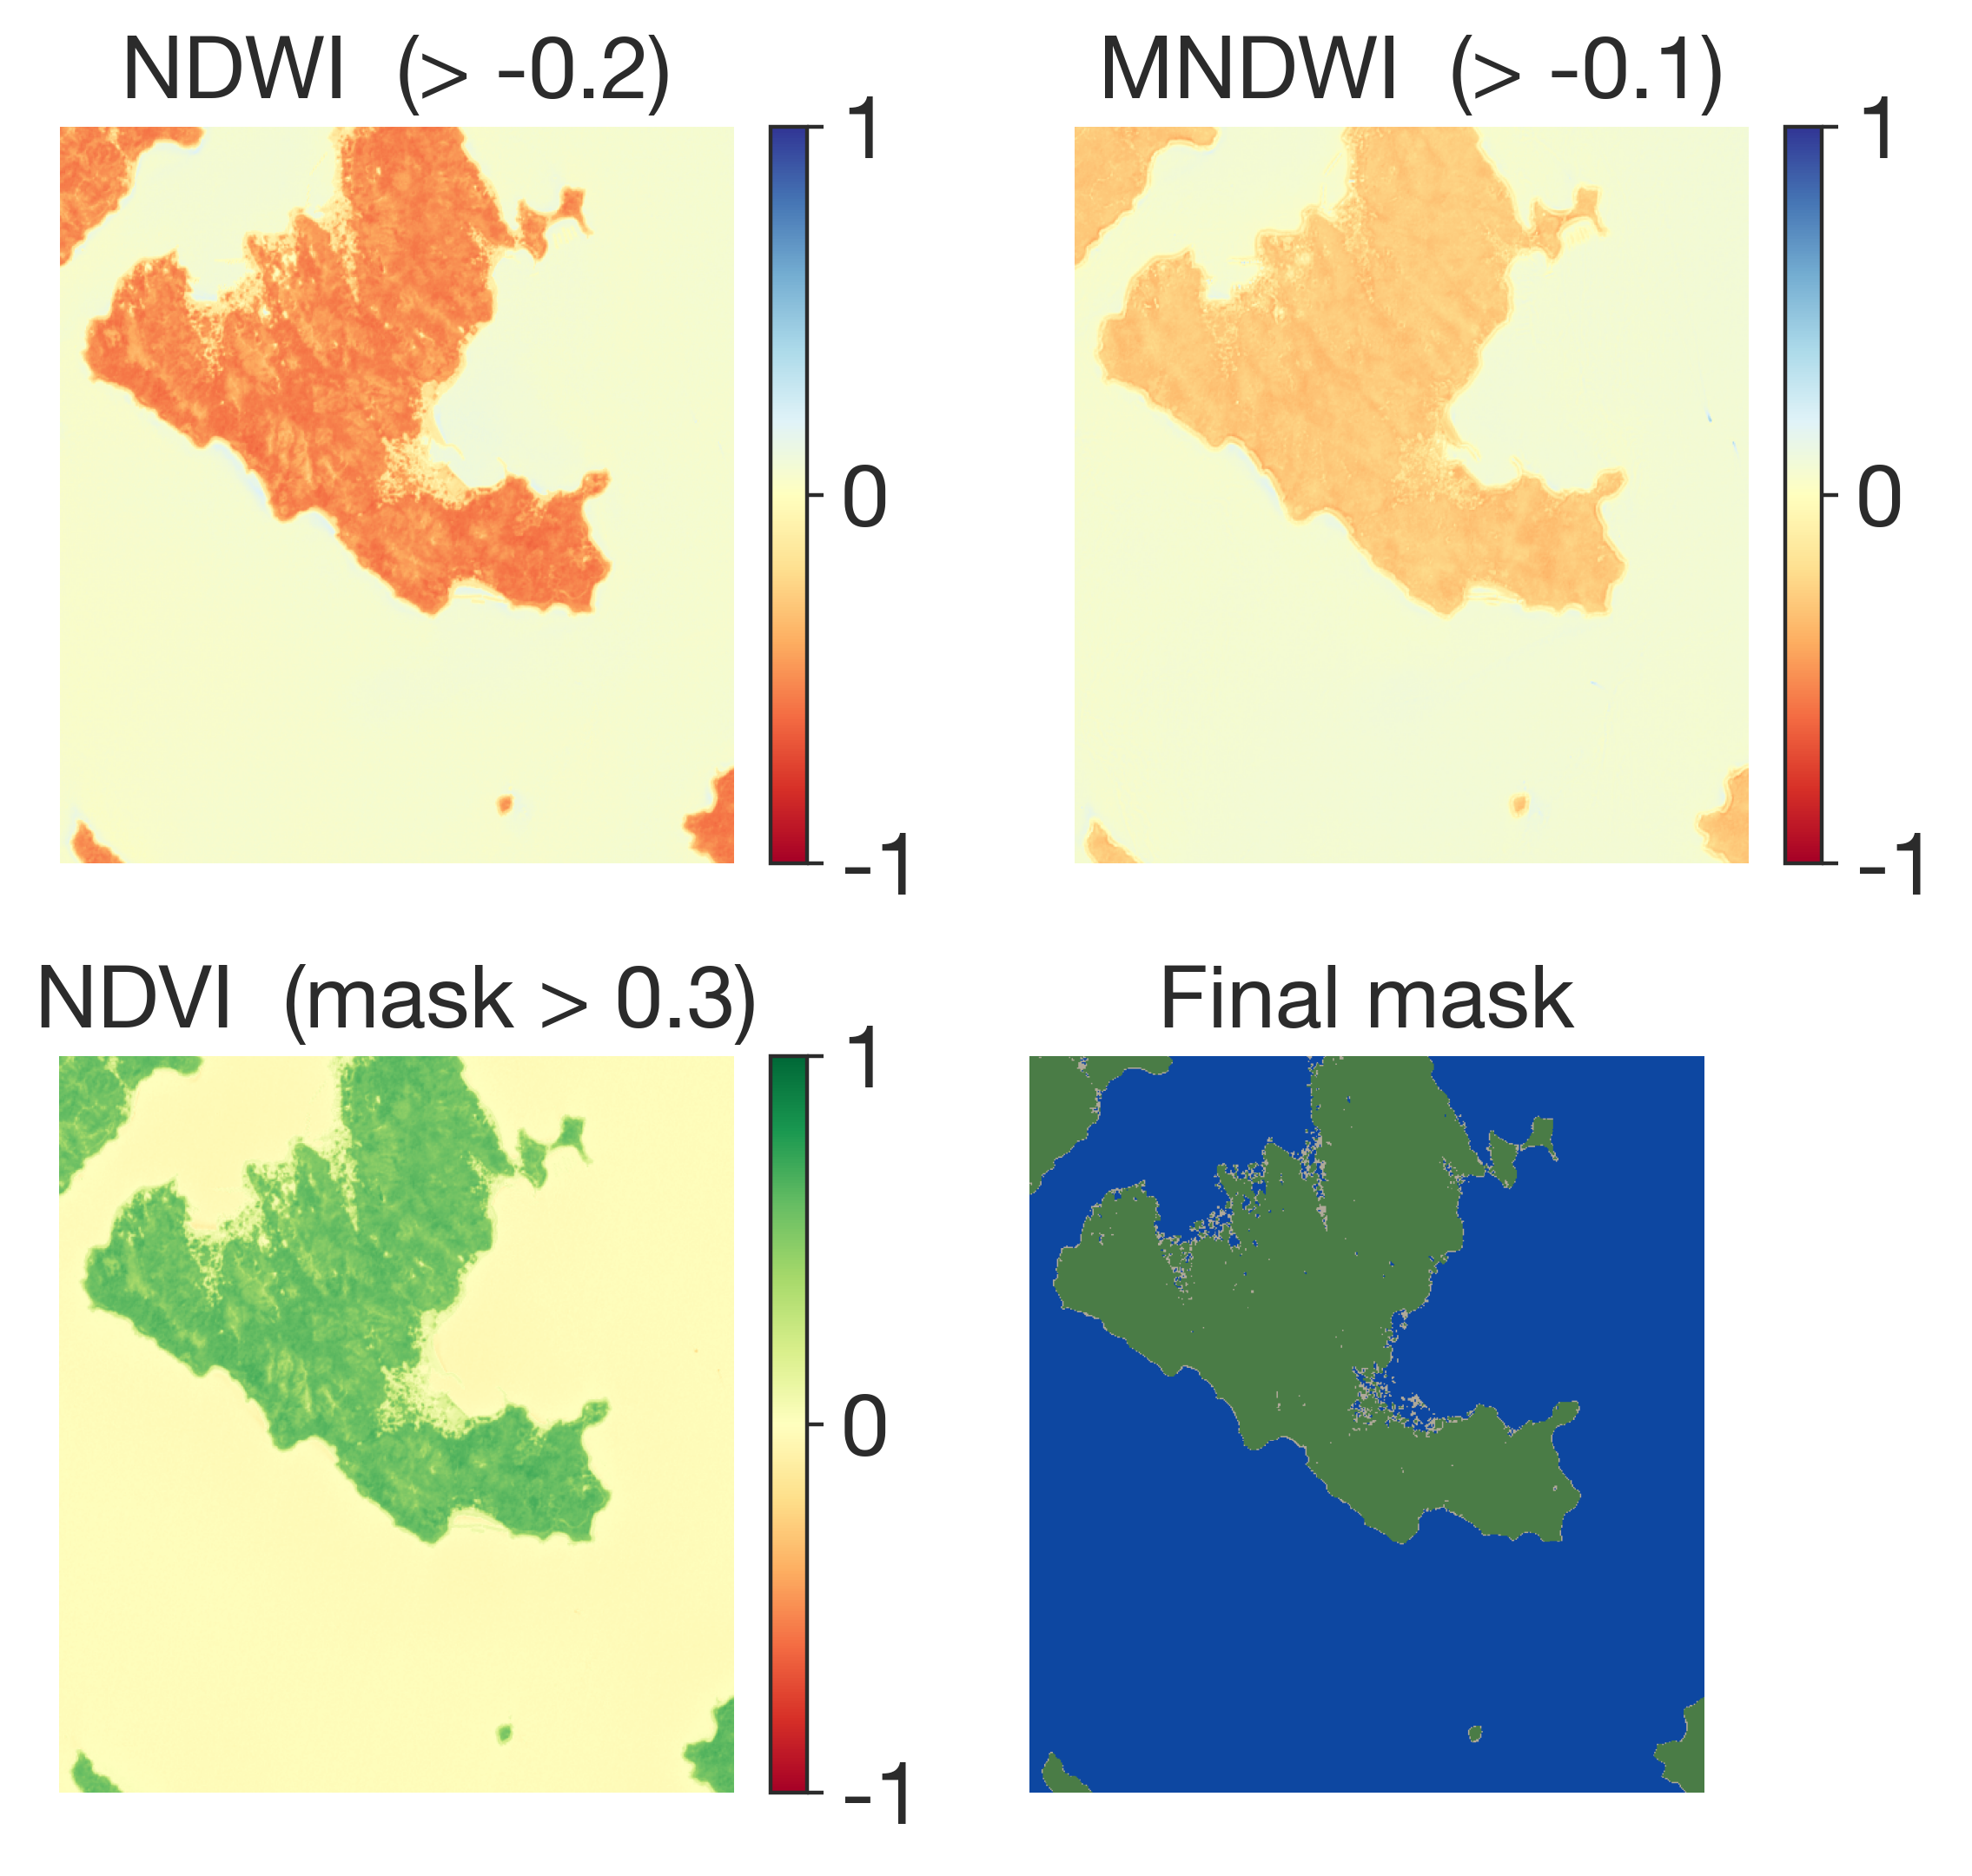 NDWI (> -0.2)
MNDWI (> -0.1)
1
0
-1
1
0
-1
NDVI (mask > 0.3)
Final mask
1
0
-1